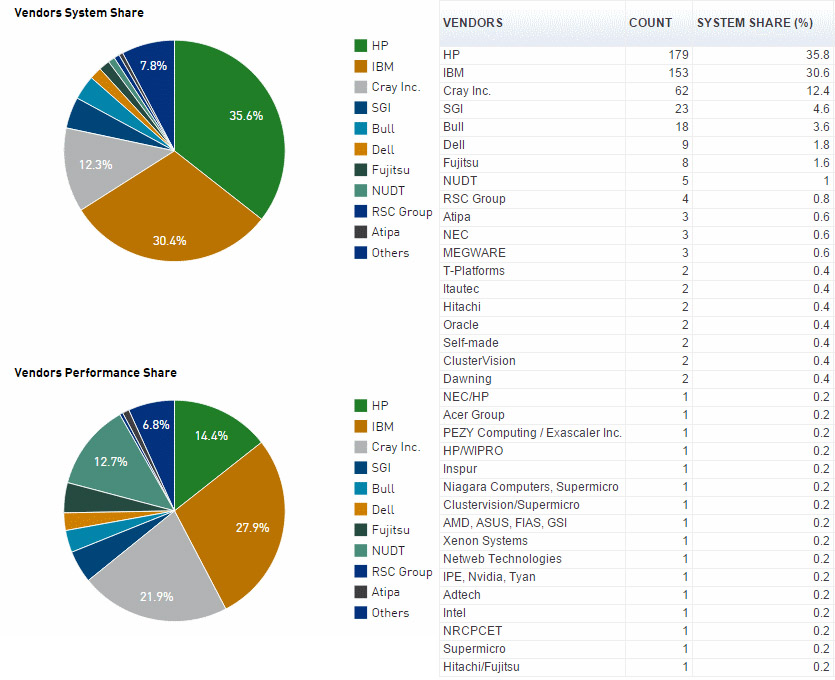 Vendors System Share
7.8%
35.6%
12.3%
30.4%
HP
IBM
Cray Inc.
SGI
Bull
Dell
Fujitsu
NUDT
RSC Group
Atipa
Others
Vendors Performance Share
6.8%
14.4%
12.7%
27.9%
21.9%
HP
IBM
Cray Inc.
SGI
Bull
Dell
Fujitsu
NUDT
RSC Group
Atipa
Others
VENDORS COUNT SYSTEM SHARE (%)
HP 179 35.8
IBM 153 30.6
Cray Inc. 62 12.4
SGI 23 4.6
Bull 18 3.6
Dell 9 1.8
Fujitsu 8 1.6
NUDT 5 1
RSC Group 4 0.8
Atipa 3 0.6
NEC 3 0.6
MEGWARE 3 0.6
T-Platforms 2 0.4
Itautec 2 0.4
Hitachi 2 0.4
Oracle 2 0.4
Self-made 2 0.4
ClusterVision 2 0.4
Dawning 2 0.4
NEC/HP 1 0.2
Acer Group 1 0.2
PEZY Computing / Exascaler Inc. 1 0.2
HP/WIPRO 1 0.2
Inspur 1 0.2
Niagara Computers, Supermicro 1 0.2
Clustervision/Supermicro 1 0.2
AMD, ASUS, FIAS, GSI 1 0.2
Xenon Systems 1 0.2
Netweb Technologies 1 0.2
IPE, Nvidia, Tyan 1 0.2
Adtech 1 0.2
Intel 1 0.2
NRCPCET 1 0.2
Supermicro 1 0.2
Hitachi/Fujitsu 1 0.2